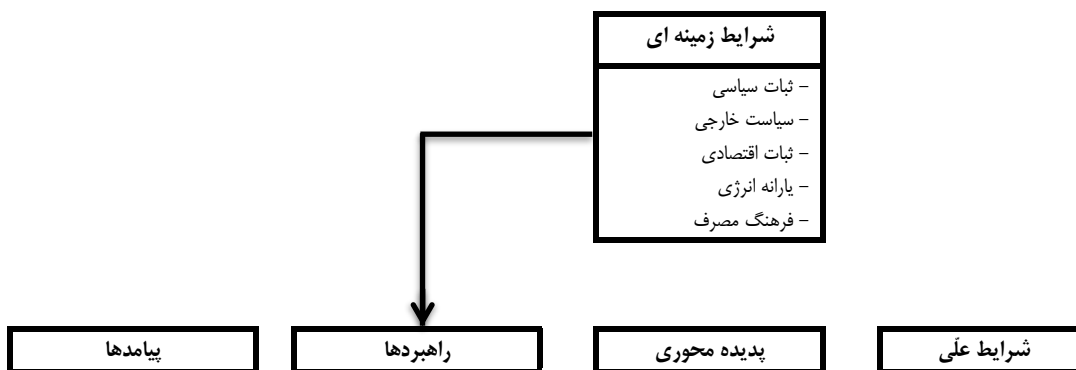 شرایط زمینه ای
- ثبات سیاسی
- سیاست خارجی
- ثبات اقتصادی
- یارانه انرژی
- فرهنگ مصرف
شرایط علّی
پدیده محوری
راهبردها
پیامدها